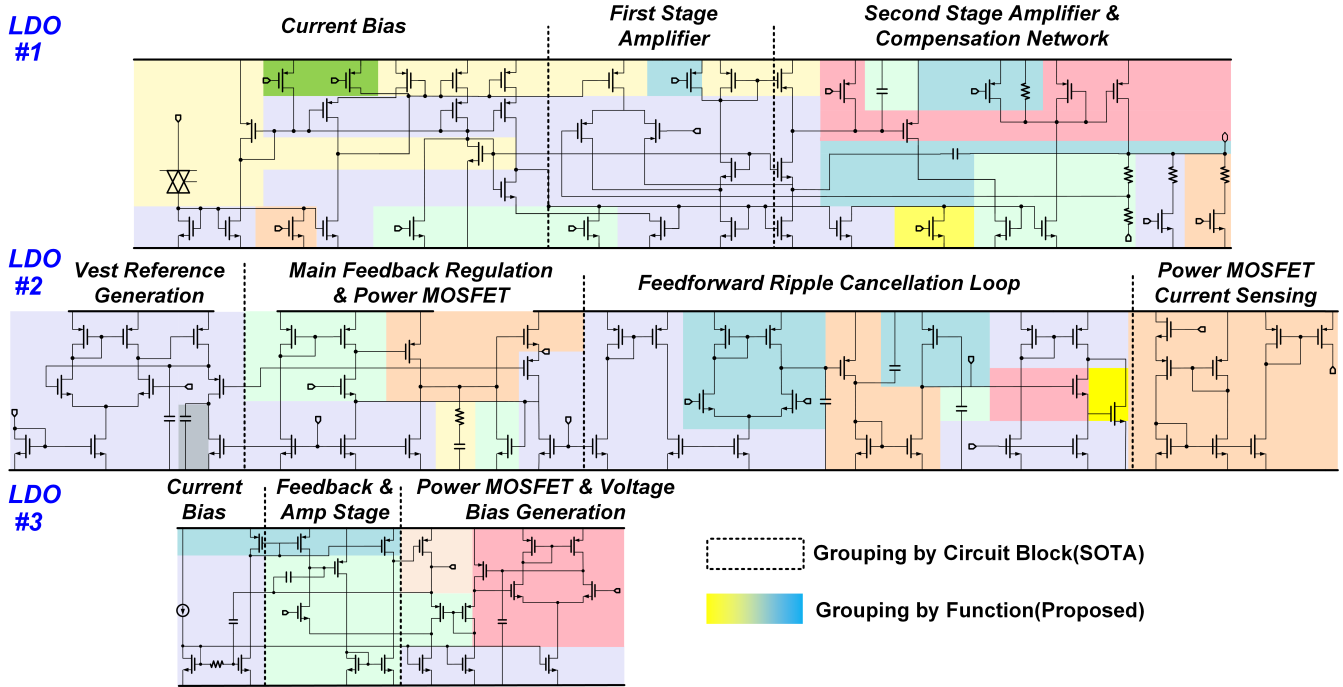 LDO
#1
Current Bias
First Stage
Amplifier
Second Stage Amplifier &
Compensation Network
LDO
#2
Vest Reference
Generation
Main Feedback Regulation
& Power MOSFET
Feedforward Ripple Cancellation Loop
Power MOSFET
Current Sensing
LDO
#3
Current
Bias
Feedback &
Amp Stage
Power MOSFET & Voltage
Bias Generation
Grouping by Circuit Block(SOTA)
Grouping by Function(Proposed)